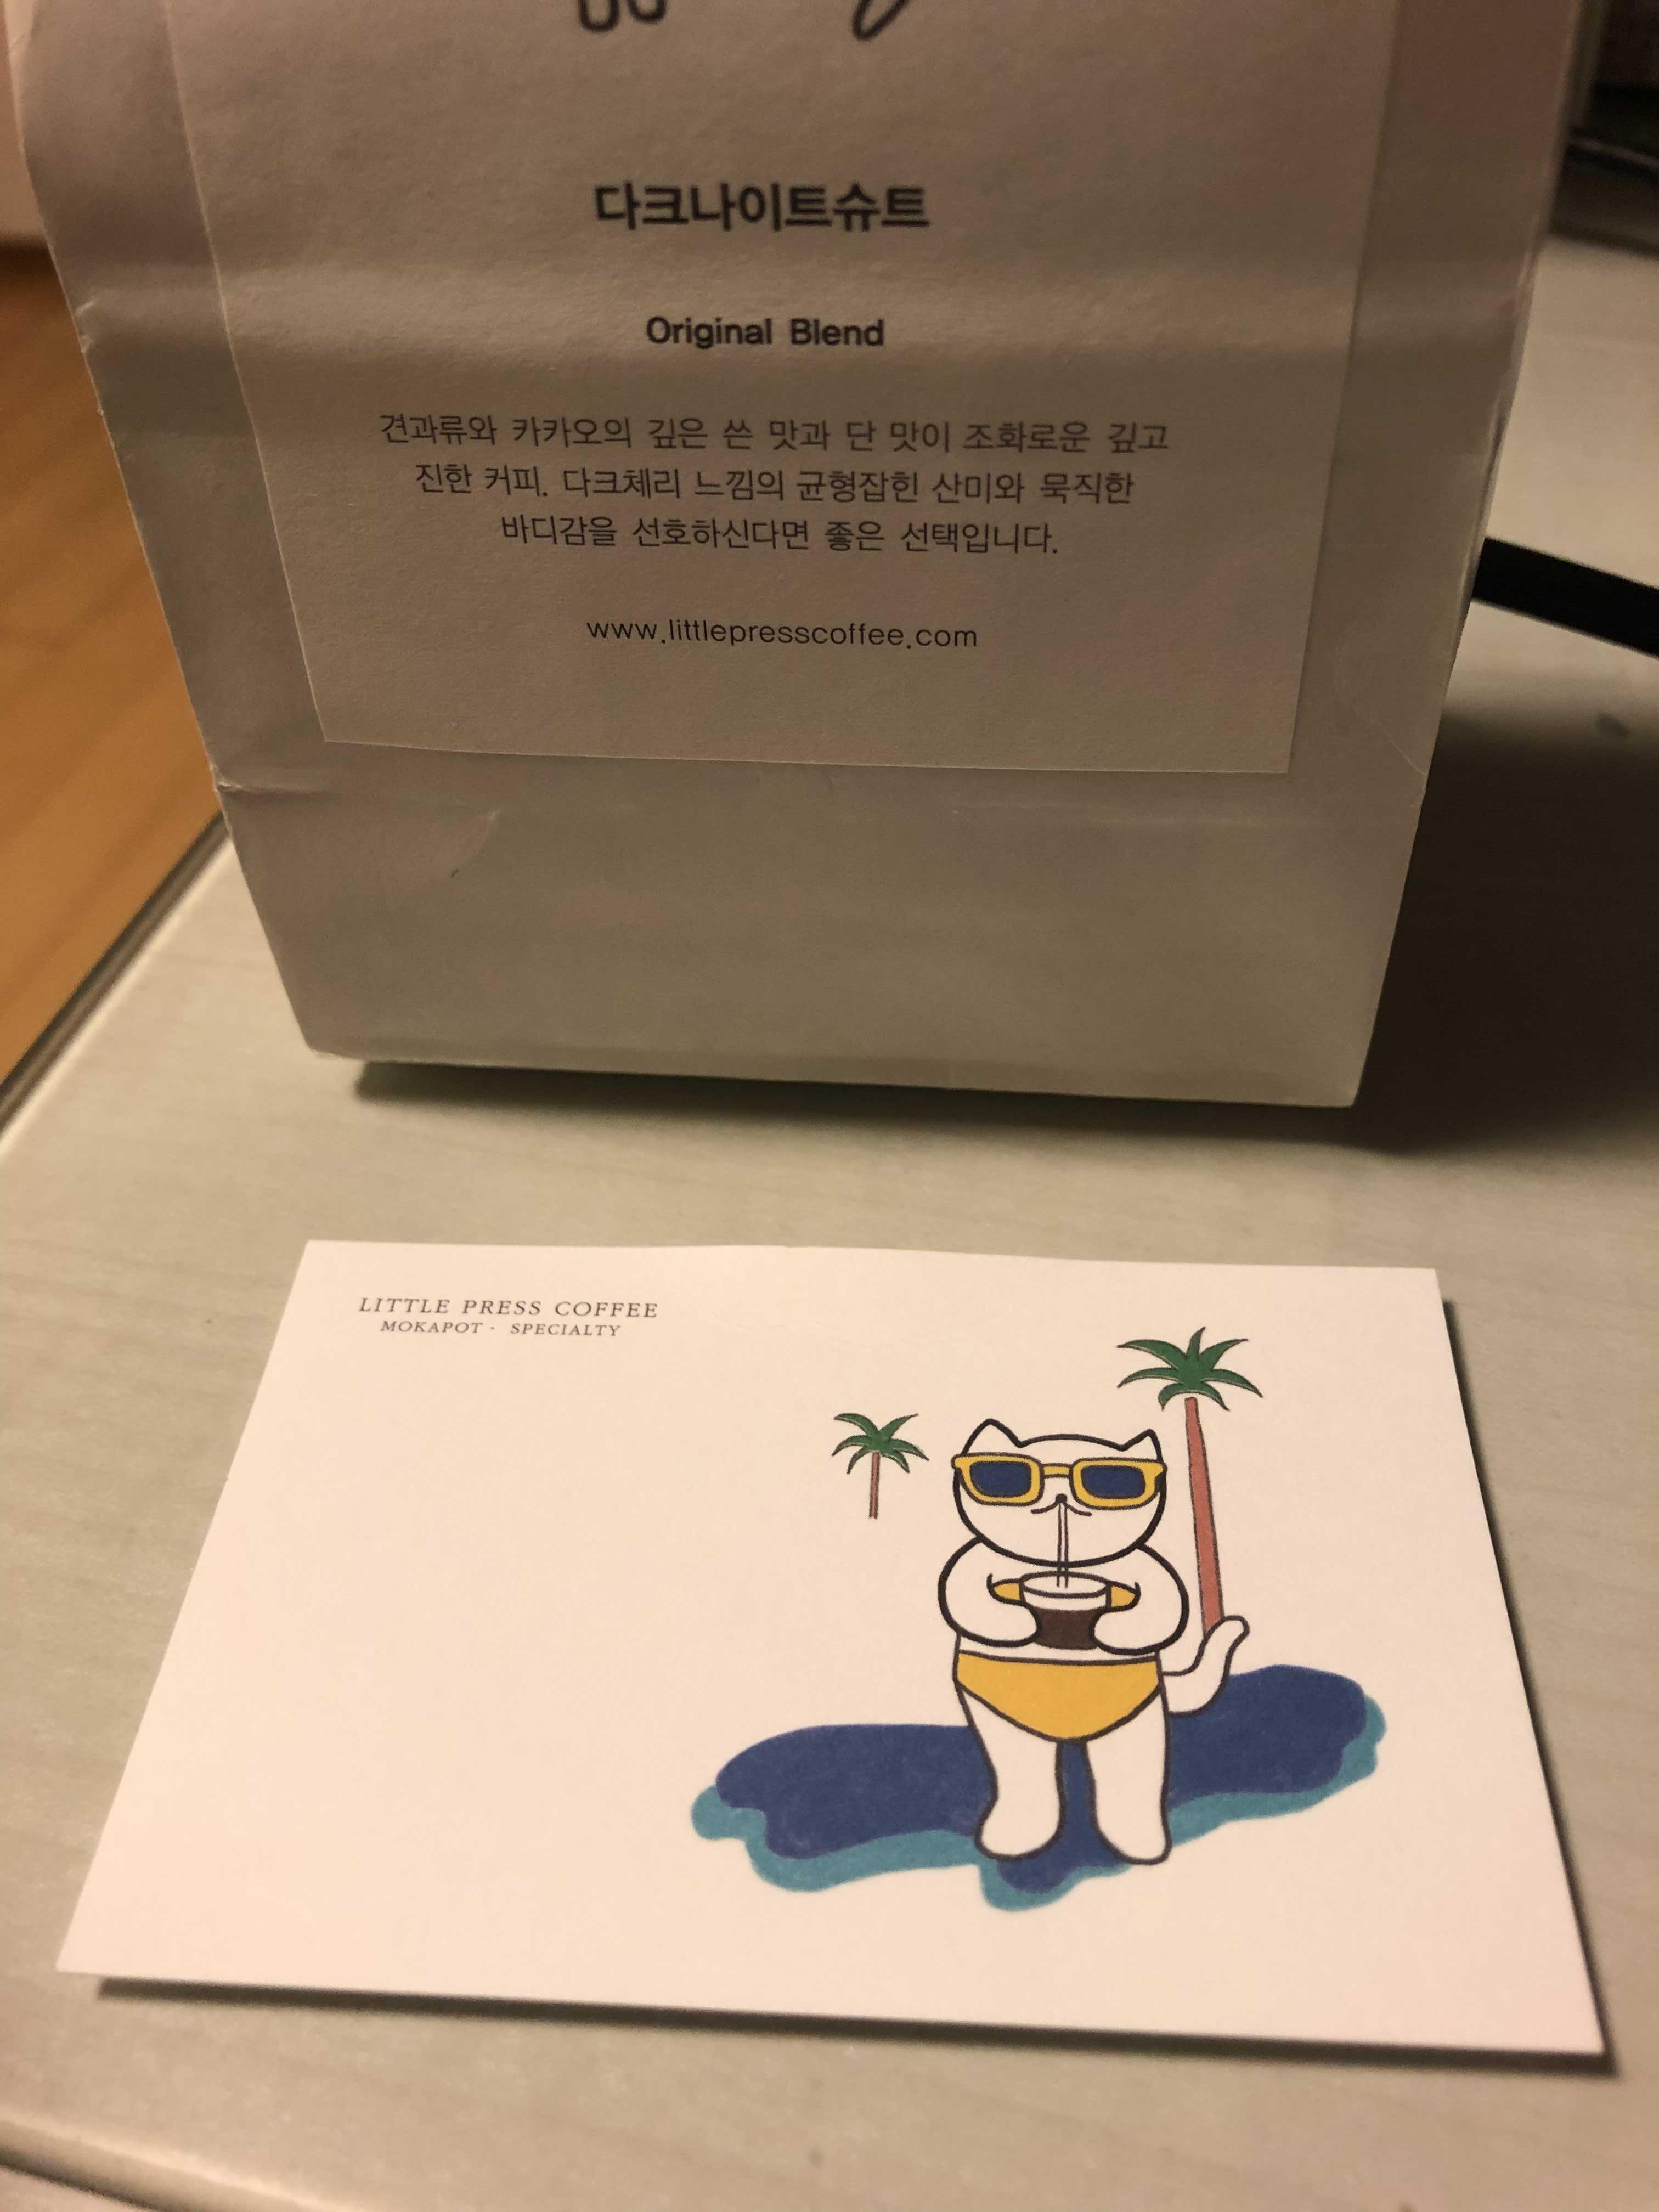 다크나이트슈트
Original Blend
견과류와 카카오의 깊은 쓴 맛과 단 맛이 조화로운 깊고
진한 커피. 다크체리 느낌의 균형잡힌 산미와 묵직한
바디감을 선호하신다면 좋은 선택입니다.
www.littlepresscoffee.com
LITTLE PRESS COFFEE
MOKAPOT · SPECIALTY